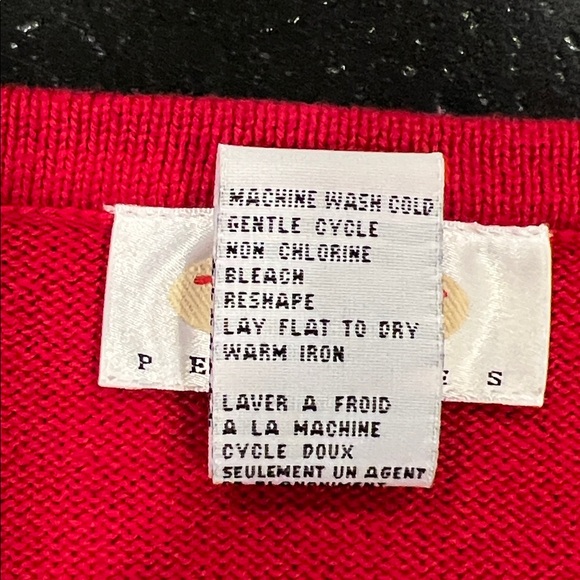 MACHINE WASH COLD
GENTLE CYCLE
NON CHLORINE
BLEACH
RESHAPE
LAY FLAT TO DRY
WARM IRON
LAVER A FROID
A LA MACHINE
CYCLE DOUX
SEULEMENT UN AGENT
P E
E S